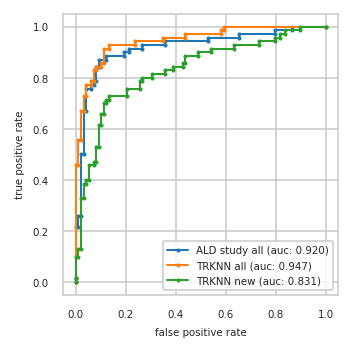 1.0
0.8
0.6
0.4
0.2
0.0
true positive rate
ALD study all (auc: 0.920)
TRKNN all (auc: 0.947)
TRKNN new (auc: 0.831)
0.0 0.2 0.4 0.6 0.8 1.0
false positive rate